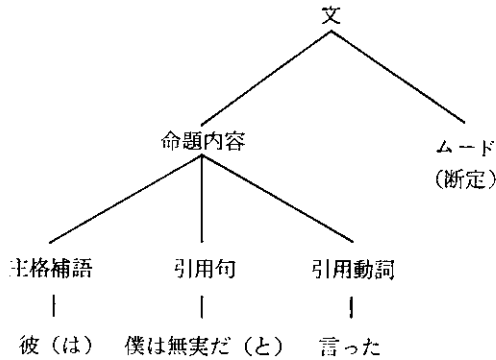 文
命題内容
ムード
(断定)
主格補語 引用句 引用動詞
彼(は) 僕は無実だ(と) 言った